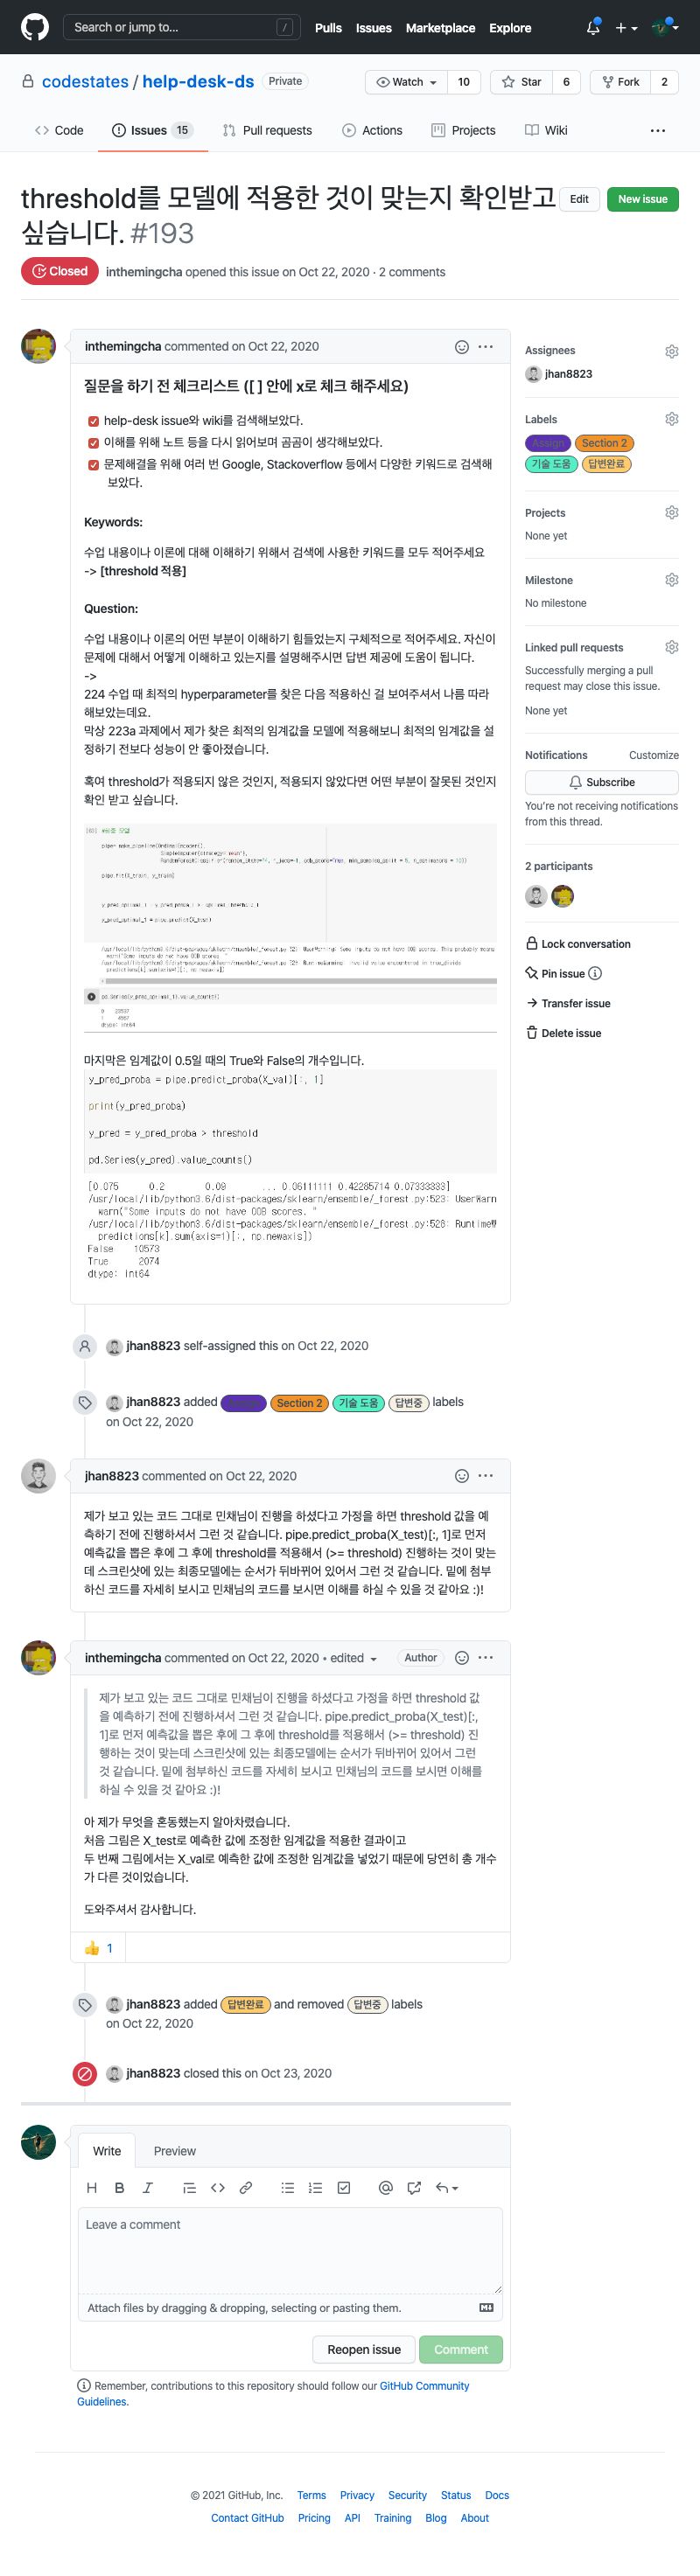 Search or jump to...
/
Pulls Issues Marketplace Explore
codestates / help-desk-ds Private
Watch 10 Star 6 Fork 2
Code Issues 15 Pull requests Actions Projects Wiki
threshold를 모델에 적용한 것이 맞는지 확인받고
싶습니다. #193
Edit New issue
Closed inthemingcha opened this issue on Oct 22, 2020 · 2 comments
inthemingcha commented on Oct 22, 2020
질문을 하기 전 체크리스트 ([ ] 안에 x로 체크 해주세요)
help-desk issue와 wiki를 검색해보았다.
이해를 위해 노트 등을 다시 읽어보며 곰곰이 생각해보았다.
문제해결을 위해 여러 번 Google, Stackoverflow 등에서 다양한 키워드로 검색해
보았다.
Keywords:
수업 내용이나 이론에 대해 이해하기 위해서 검색에 사용한 키워드를 모두 적어주세요
-> [threshold 적용]
Question:
수업 내용이나 이론의 어떤 부분이 이해하기 힘들었는지 구체적으로 적어주세요. 자신이
문제에 대해서 어떻게 이해하고 있는지를 설명해주시면 답변 제공에 도움이 됩니다.
->
224 수업 때 최적의 hyperparameter를 찾은 다음 적용하신 걸 보여주셔서 나름 따라
해보았는데요.
막상 223a 과제에서 제가 찾은 최적의 임계값을 모델에 적용해보니 최적의 임계값을 설
정하기 전보다 성능이 안 좋아졌습니다.
혹여 threshold가 적용되지 않은 것인지, 적용되지 않았다면 어떤 부분이 잘못된 것인지
확인 받고 싶습니다.
pipe.fit(X_train, y_train)
y_pred_optimal_1 = pipe.predict(X_test)
dtype: int64
마지막은 임계값이 0.5일 때의 True와 False의 개수입니다.
y_pred_proba = pipe.predict_proba(X_val)[:, 1]
print(y_pred_proba)
y_pred = y_pred_proba > threshold
pd.Series(y_pred).value_counts()
[0.075 0.2 0.09 ... 0.06111111 0.42285714 0.07333333]
/usr/local/lib/python3.6/dist-packages/sklearn/ensemble/_forest.py:523: UserWarn
warn("Some inputs do not have OOB scores. "
/usr/local/lib/python3.6/dist-packages/sklearn/ensemble/_forest.py:528: RuntimeW
predictions[k].sum(axis=1)[:, np.newaxis])
False 10573
True 2074
dtype: int64
jhan8823 self-assigned this on Oct 22, 2020
jhan8823 added Assign Section 2 기술 도움 답변중 labels
on Oct 22, 2020
jhan8823 commented on Oct 22, 2020
제가 보고 있는 코드 그대로 민채님이 진행을 하셨다고 가정을 하면 threshold 값을 예
측하기 전에 진행하셔서 그런 것 같습니다. pipe.predict_proba(X_test)[:, 1]로 먼저
예측값을 뽑은 후에 그 후에 threshold를 적용해서 (>= threshold) 진행하는 것이 맞는
데 스크린샷에 있는 최종모델에는 순서가 뒤바뀌어 있어서 그런 것 같습니다. 밑에 첨부
하신 코드를 자세히 보시고 민채님의 코드를 보시면 이해를 하실 수 있을 것 같아요 :)!
inthemingcha commented on Oct 22, 2020 • edited Author
제가 보고 있는 코드 그대로 민채님이 진행을 하셨다고 가정을 하면 threshold 값
을 예측하기 전에 진행하셔서 그런 것 같습니다. pipe.predict_proba(X_test)[:,
1]로 먼저 예측값을 뽑은 후에 그 후에 threshold를 적용해서 (>= threshold) 진
행하는 것이 맞는데 스크린샷에 있는 최종모델에는 순서가 뒤바뀌어 있어서 그런
것 같습니다. 밑에 첨부하신 코드를 자세히 보시고 민채님의 코드를 보시면 이해를
하실 수 있을 것 같아요 :)!
아 제가 무엇을 혼동했는지 알아차렸습니다.
처음 그림은 X_test로 예측한 값에 조정한 임계값을 적용한 결과이고
두 번째 그림에서는 X_val로 예측한 값에 조정한 임계값을 넣었기 때문에 당연히 총 개수
가 다른 것이었습니다.
도와주셔서 감사합니다.
👍 1
jhan8823 added 답변완료 and removed 답변중 labels
on Oct 22, 2020
jhan8823 closed this on Oct 23, 2020
Write Preview
Leave a comment
Attach files by dragging & dropping, selecting or pasting them.
Reopen issue Comment
Remember, contributions to this repository should follow our GitHub Community
Guidelines.
Assignees
jhan8823
Labels
Assign Section 2
기술 도움 답변완료
Projects
None yet
Milestone
No milestone
Linked pull requests
Successfully merging a pull
request may close this issue.
None yet
Notifications Customize
Subscribe
You're not receiving notifications
from this thread.
2 participants
Lock conversation
Pin issue
Transfer issue
Delete issue
© 2021 GitHub, Inc. Terms Privacy Security Status Docs
Contact GitHub Pricing API Training Blog About